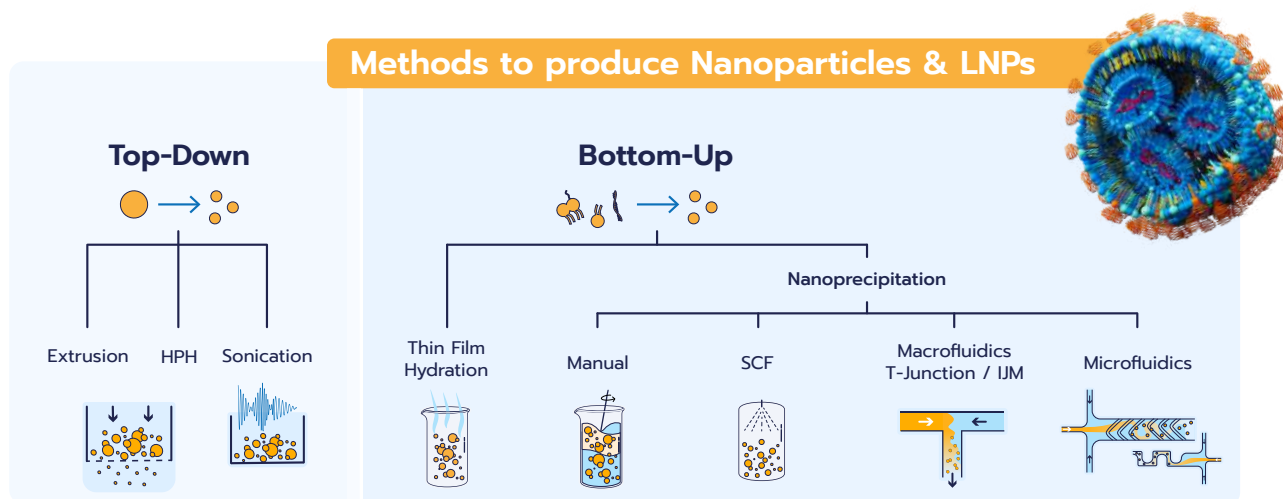 Methods to produce Nanoparticles & LNPs
Top-Down
Extrusion
HPH
Sonication
Bottom-Up
Thin Film
Hydration
Nanoprecipitation
Manual
SCF
Macrofluidics
T-Junction / IJM
Microfluidics